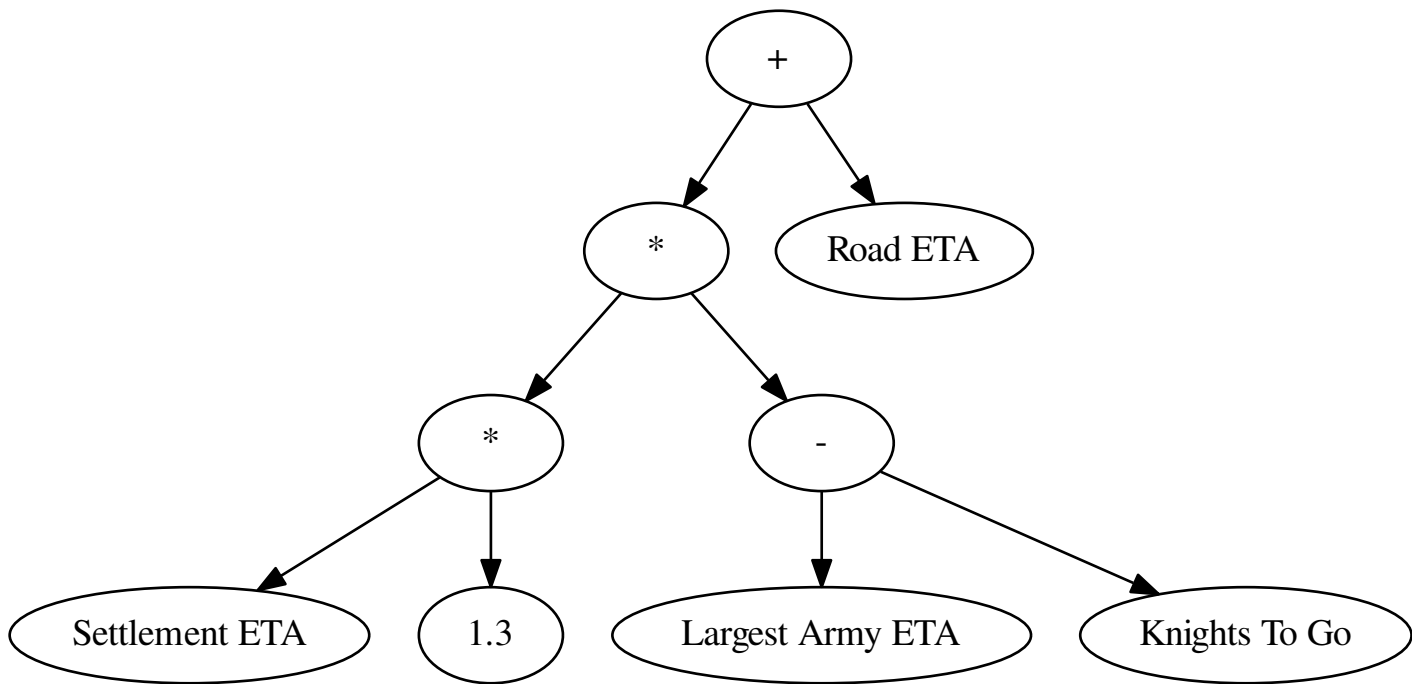 +
*
Road ETA
*
-
Settlement ETA
1.3
Largest Army ETA
Knights To Go